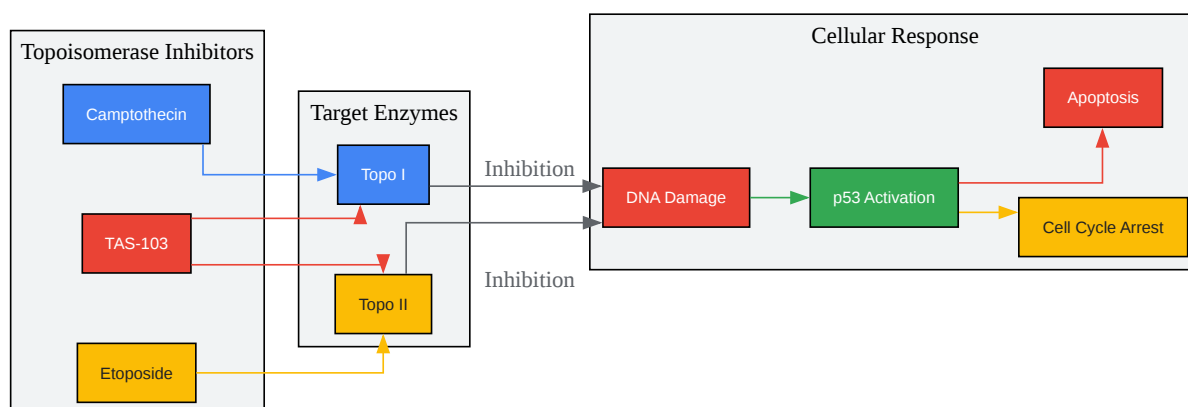 Topoisomerase Inhibitors
Camptothecin
TAS-103
Etoposide
Target Enzymes
Topo I
Topo II
Inhibition
Inhibition
Cellular Response
DNA Damage
p53 Activation
Apoptosis
Cell Cycle Arrest